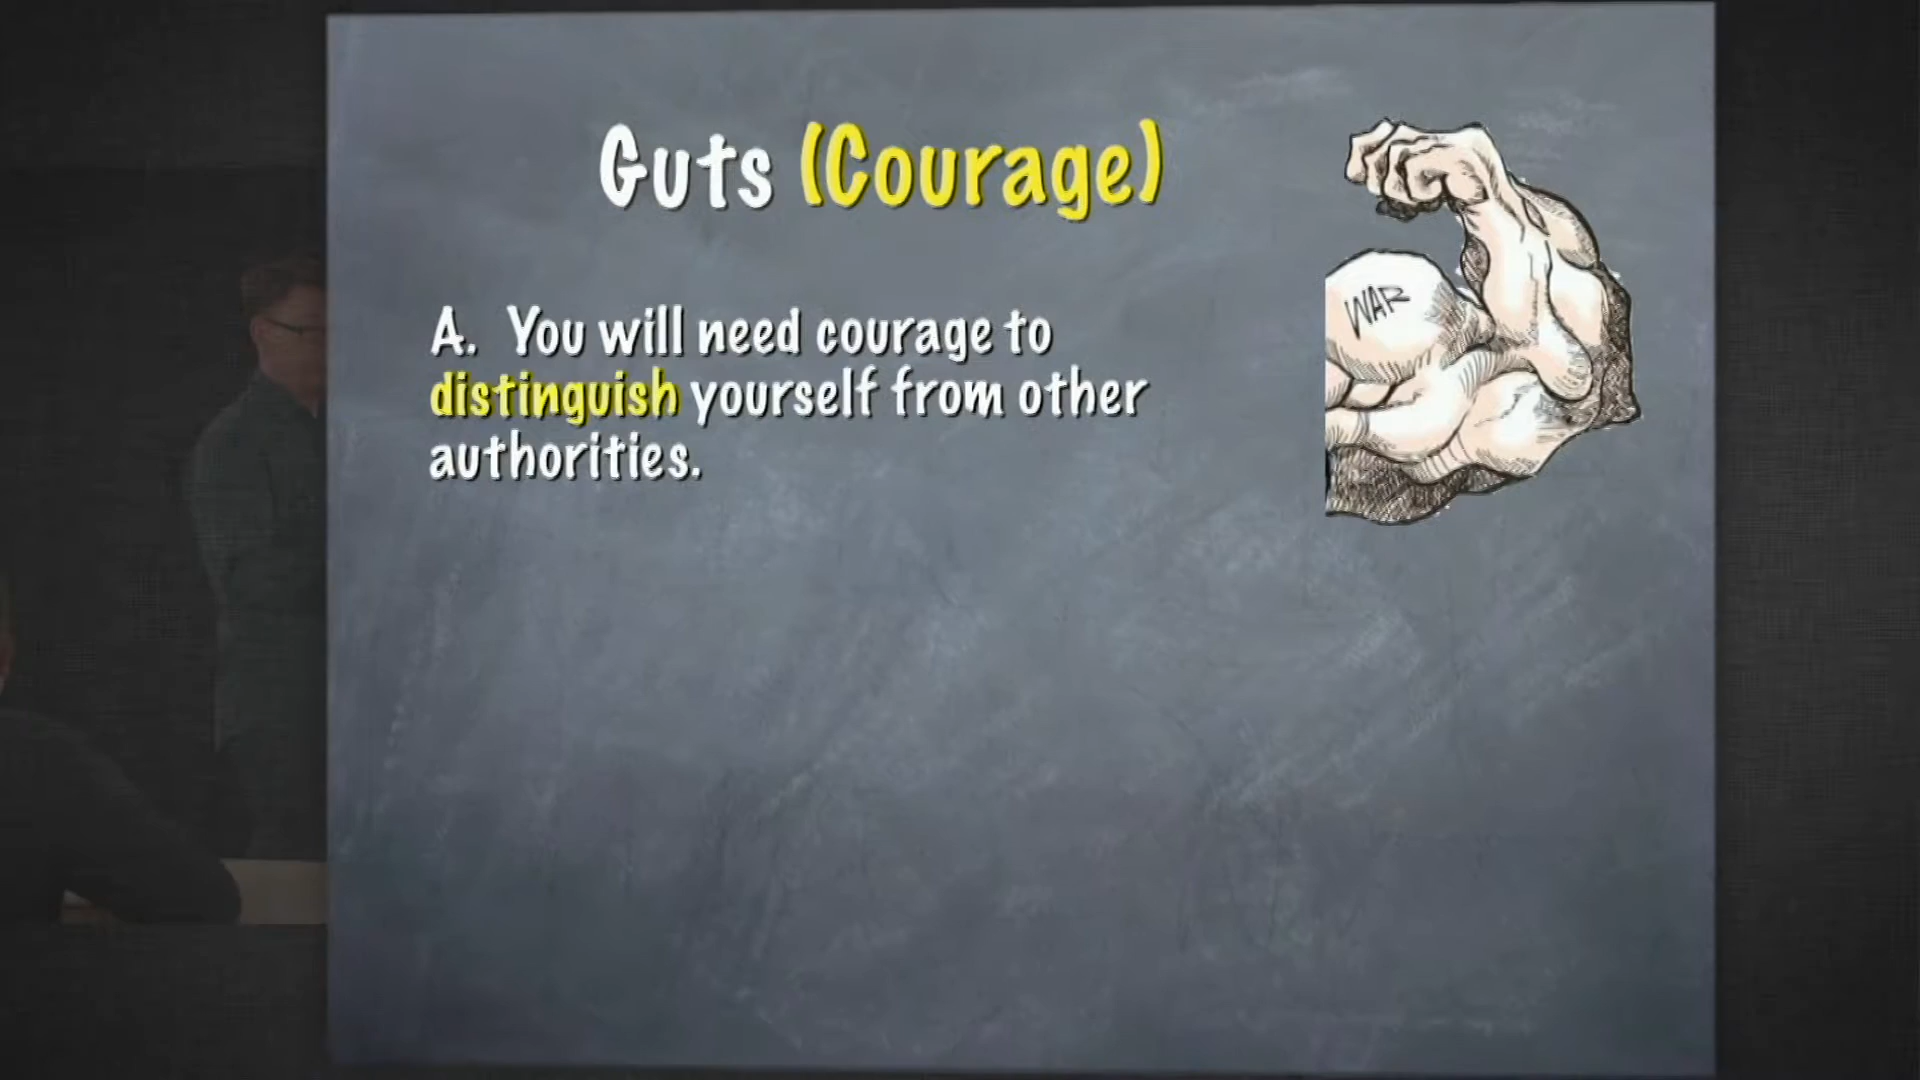 Guts (Courage)
WAR
A. You will need courage to
distinguish yourself from other
authorities.